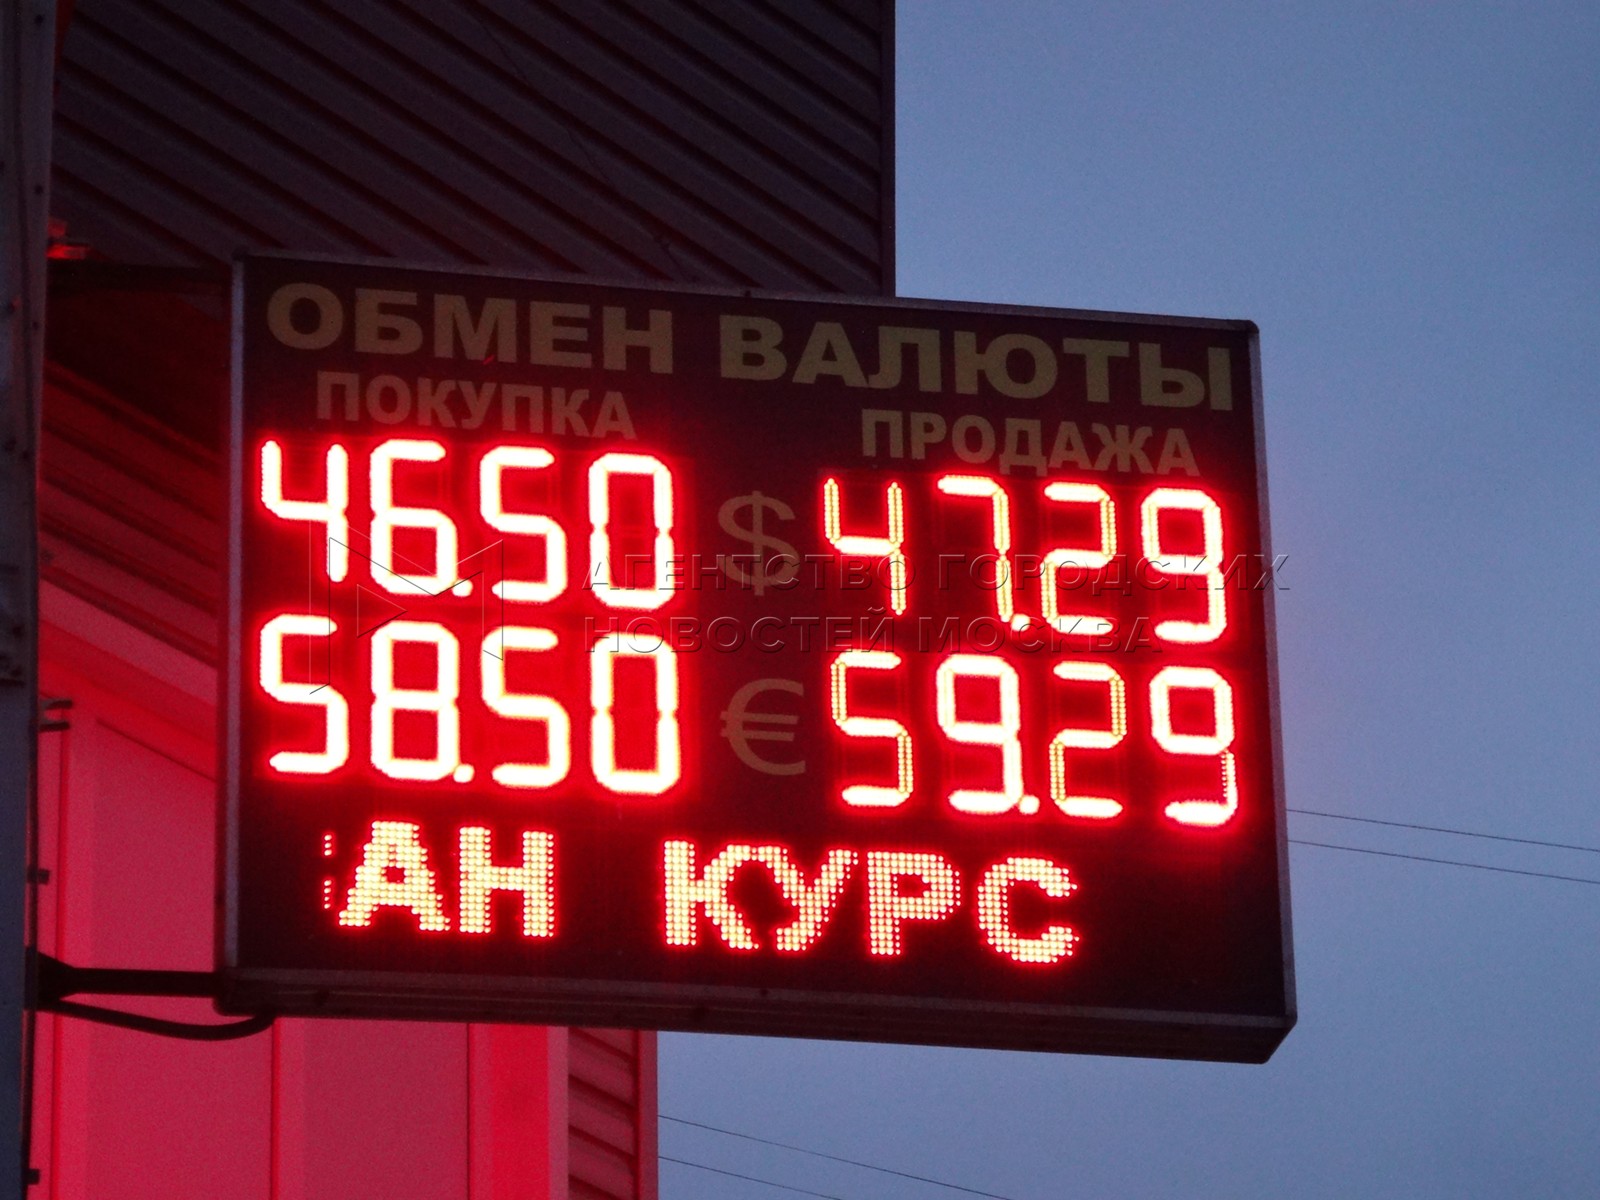 ОБМЕН ВАЛЮТЫ
ПОКУПКА ПРОДАЖА
46.50 $ 47.29
58.50 € 59.29
АН КУРС
АГЕНТСТВО ГОРОДСКИХ
НОВОСТЕЙ МОСКВА